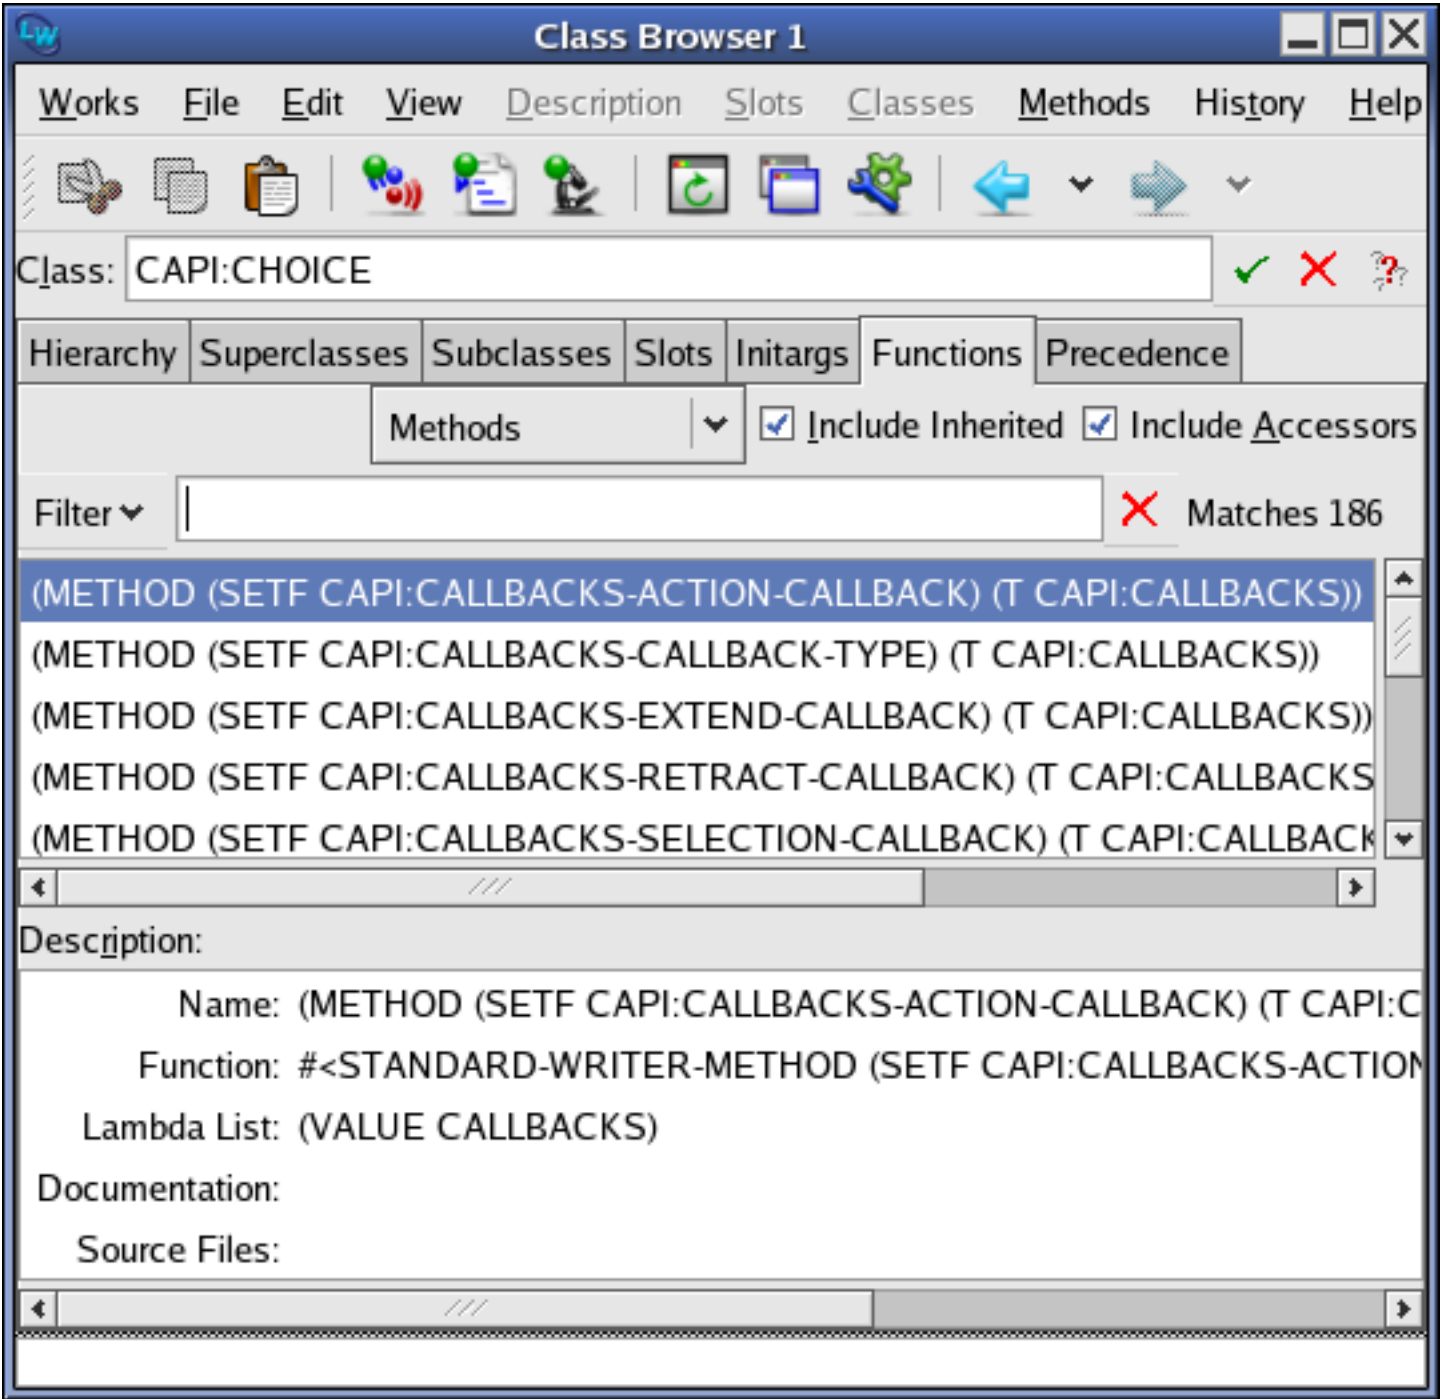 LW Class Browser 1
Works File Edit View Description Slots Classes Methods History Help
Class: CAPI:CHOICE
Hierarchy Superclasses Subclasses Slots Initargs Functions Precedence
Methods Include Inherited Include Accessors
Filter Matches 186
(METHOD (SETF CAPI:CALLBACKS-ACTION-CALLBACK) (T CAPI:CALLBACKS))
(METHOD (SETF CAPI:CALLBACKS-CALLBACK-TYPE) (T CAPI:CALLBACKS))
(METHOD (SETF CAPI:CALLBACKS-EXTEND-CALLBACK) (T CAPI:CALLBACKS))
(METHOD (SETF CAPI:CALLBACKS-RETRACT-CALLBACK) (T CAPI:CALLBACKS
(METHOD (SETF CAPI:CALLBACKS-SELECTION-CALLBACK) (T CAPI:CALLBACK
Description:
Name: (METHOD (SETF CAPI:CALLBACKS-ACTION-CALLBACK) (T CAPI:C
Function: #<STANDARD-WRITER-METHOD (SETF CAPI:CALLBACKS-ACTION
Lambda List: (VALUE CALLBACKS)
Documentation:
Source Files: